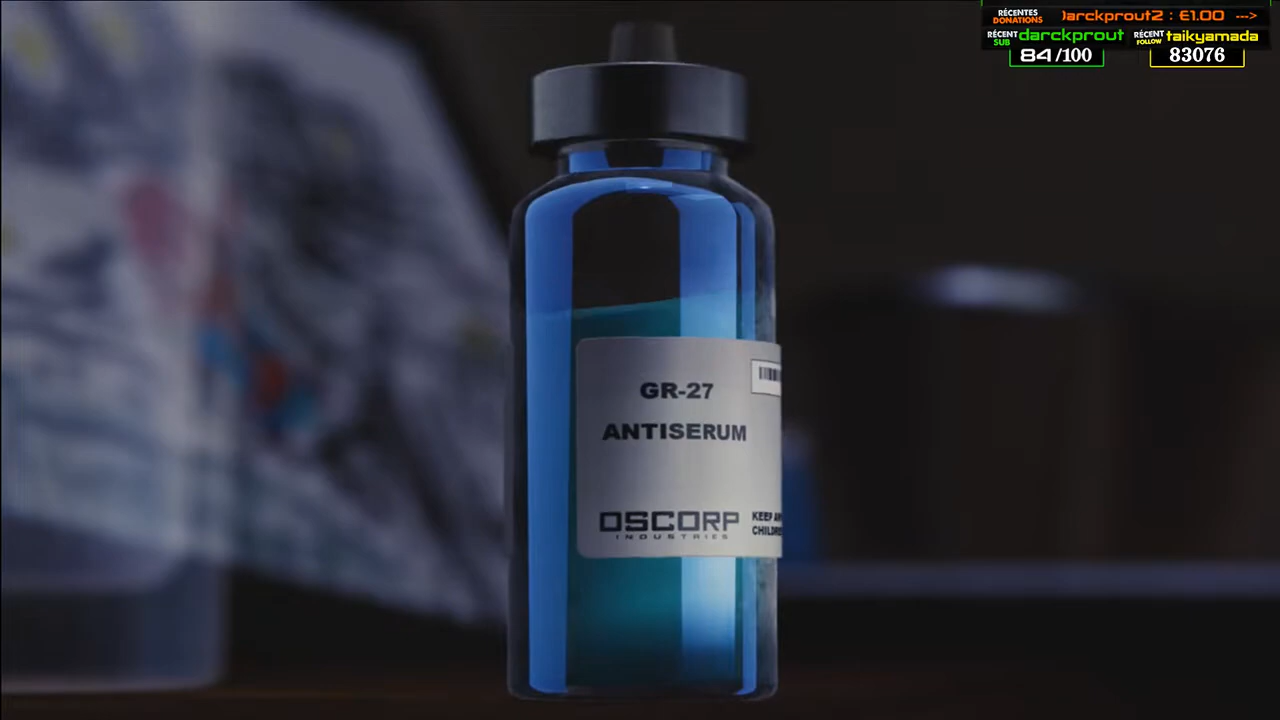 RÉCENTES DONATIONS
arckprout2 : €1.00 --->
RÉCENT SUB darckprout
84/100
RÉCENT FOLLOW taikyamada
83076
GR-27
ANTISERUM
OSCORP
INDUSTRIES
KEEP